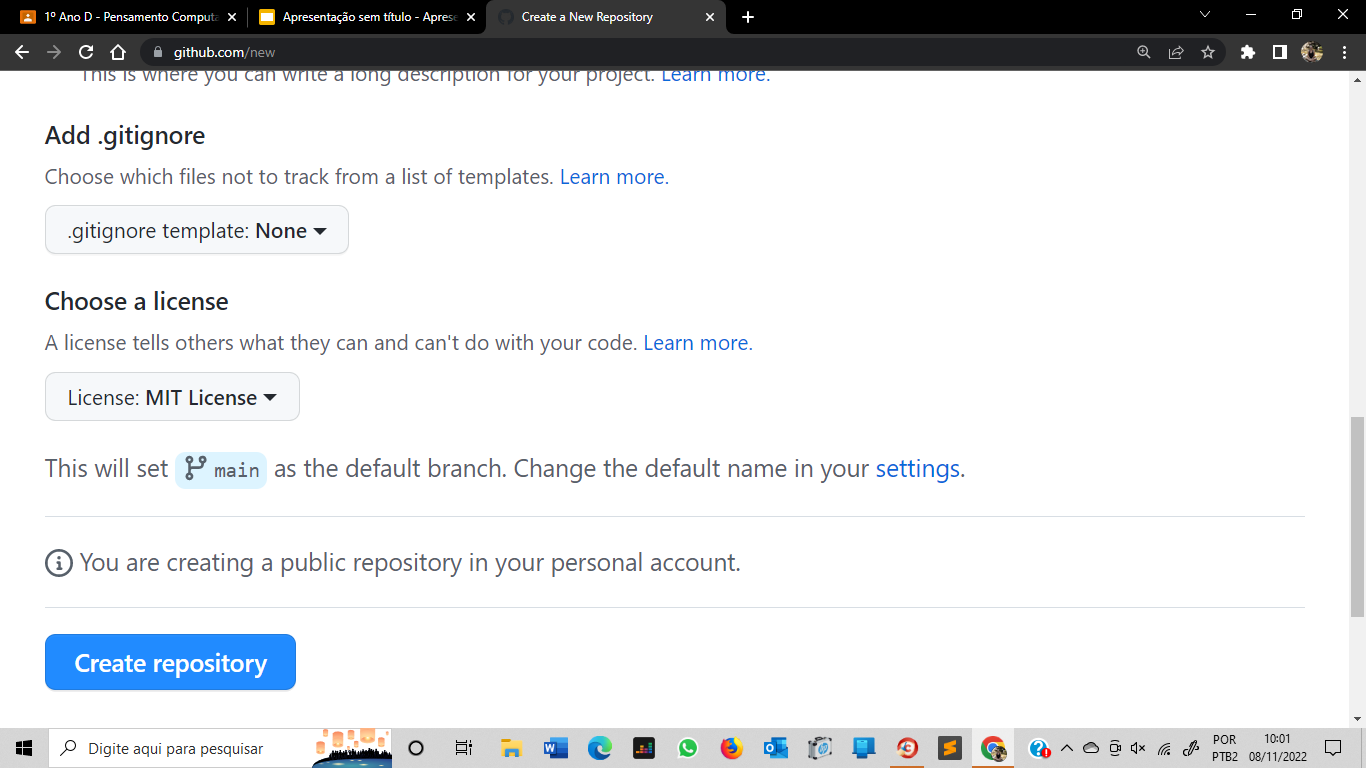 1º Ano D - Pensamento Computa
Apresentação sem título - Aprese
Create a New Repository
github.com/new
This is where you can write a long description for your project. Learn more.
Add .gitignore
Choose which files not to track from a list of templates. Learn more.
.gitignore template: None
Choose a license
A license tells others what they can and can't do with your code. Learn more.
License: MIT License
This will set main as the default branch. Change the default name in your settings.
You are creating a public repository in your personal account.
Create repository
Digite aqui para pesquisar
POR
PTB2
10:01
08/11/2022